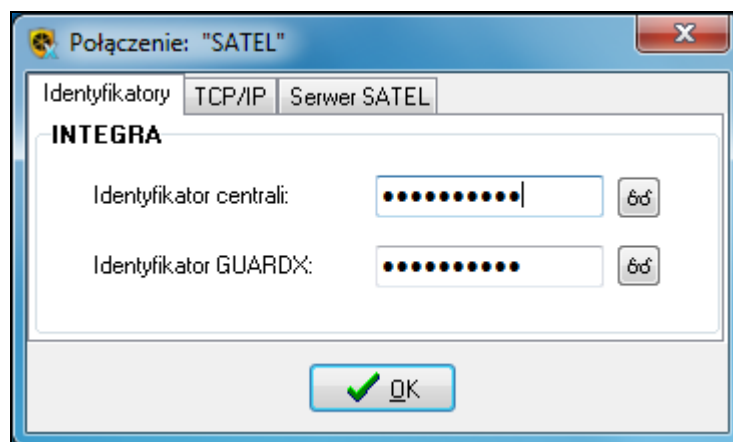 Połączenie: "SATEL"
Identyfikatory TCP/IP Serwer SATEL
INTEGRA
Identyfikator centrali: ●●●●●●●●●●
Identyfikator GUARDX: ●●●●●●●●●●
OK